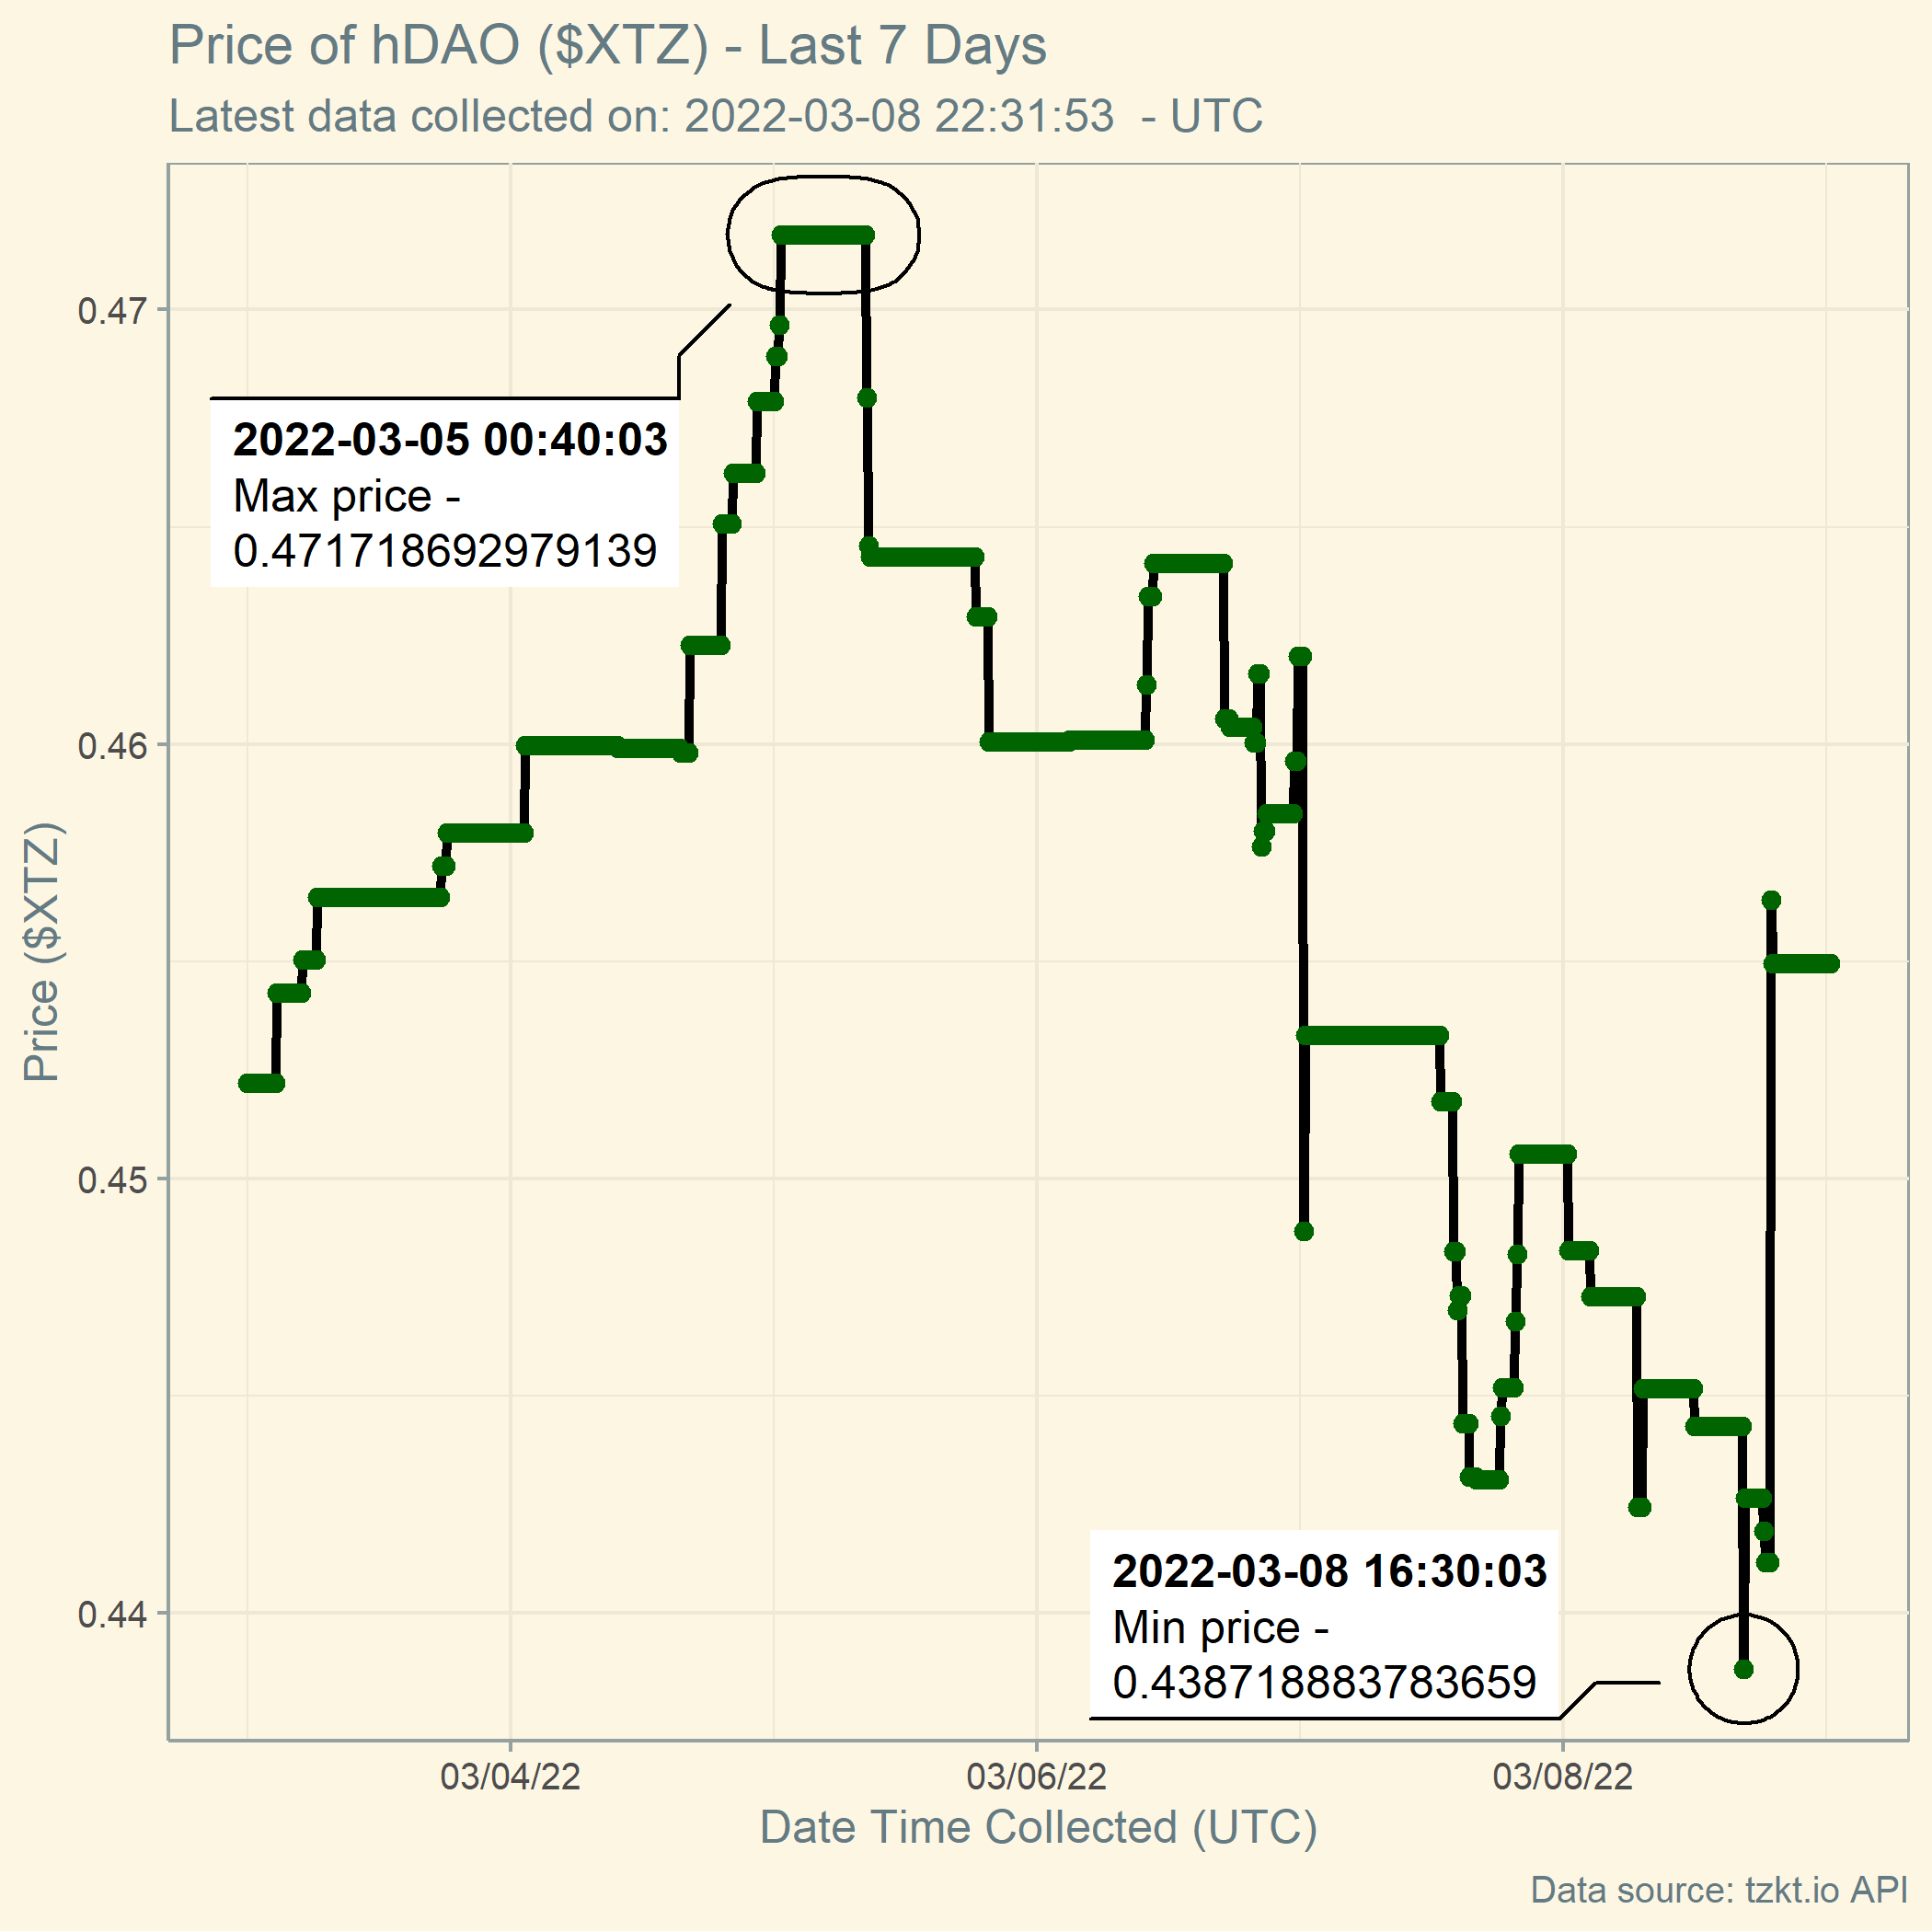 Price of hDAO ($XTZ) - Last 7 Days
Latest data collected on: 2022-03-08 22:31:53  - UTC
Price ($XTZ)
0.47
0.46
0.45
0.44
2022-03-05 00:40:03
Max price -
0.471718692979139
2022-03-08 16:30:03
Min price -
0.438718883783659
03/04/22
03/06/22
03/08/22
Date Time Collected (UTC)
Data source: tzkt.io API